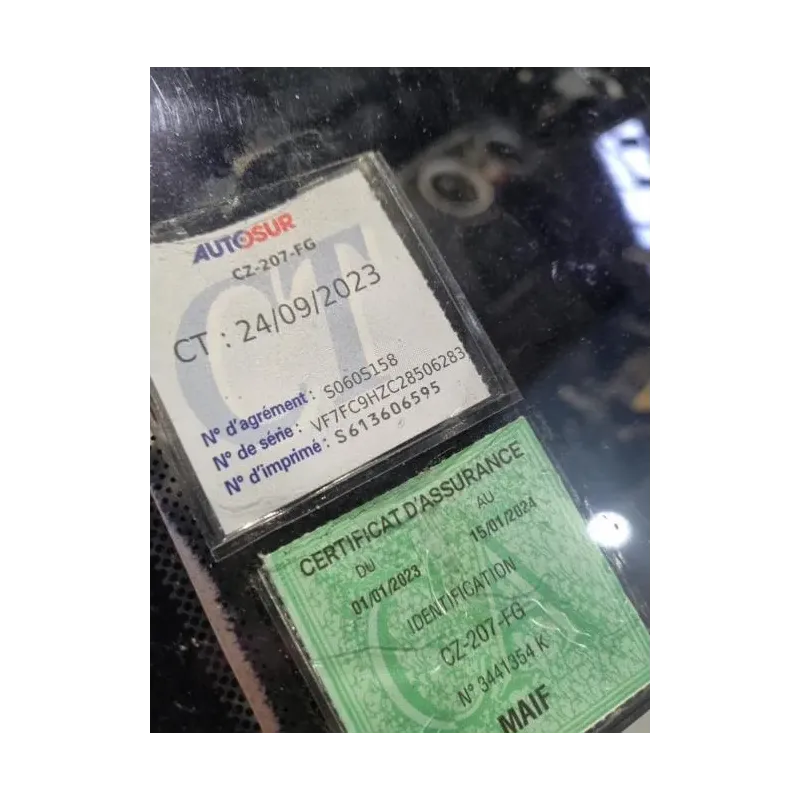 AUTOSUR
CZ-207-FG
CT
CT : 24/09/2023
N° d'agrément : S060S158
N° de série : VF7FC9HZC28506283
N° d'imprimé : S613606595
CERTIFICAT D'ASSURANCE
DU AU
01/01/2023 15/01/2024
IDENTIFICATION
CZ-207-FG
N° 3441354 K
MAIF